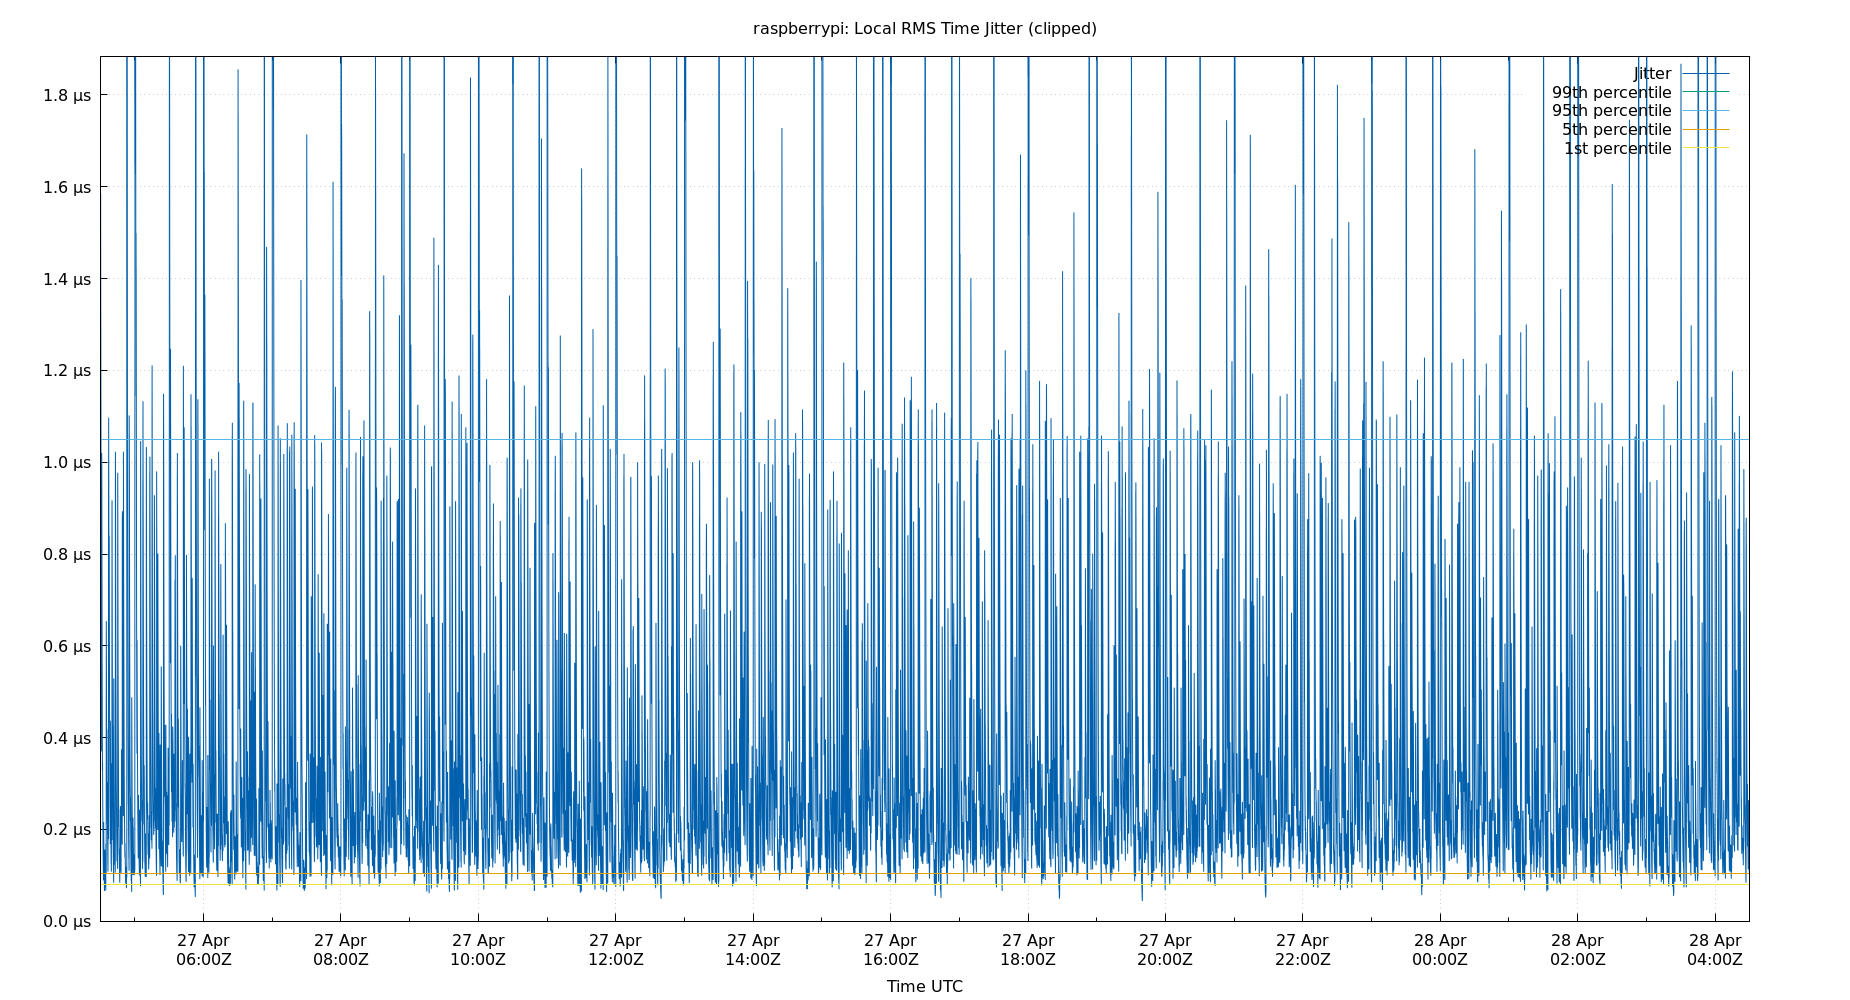 raspberrypi: Local RMS Time Jitter (clipped)
Jitter
99th percentile
95th percentile
5th percentile
1st percentile
1.8 µs
1.6 µs
1.4 µs
1.2 µs
1.0 µs
0.8 µs
0.6 µs
0.4 µs
0.2 µs
0.0 µs
27 Apr 27 Apr 27 Apr 27 Apr 27 Apr 27 Apr 27 Apr 27 Apr 27 Apr 28 Apr 28 Apr 28 Apr
06:00Z 08:00Z 10:00Z 12:00Z 14:00Z 16:00Z 18:00Z 20:00Z 22:00Z 00:00Z 02:00Z 04:00Z
Time UTC